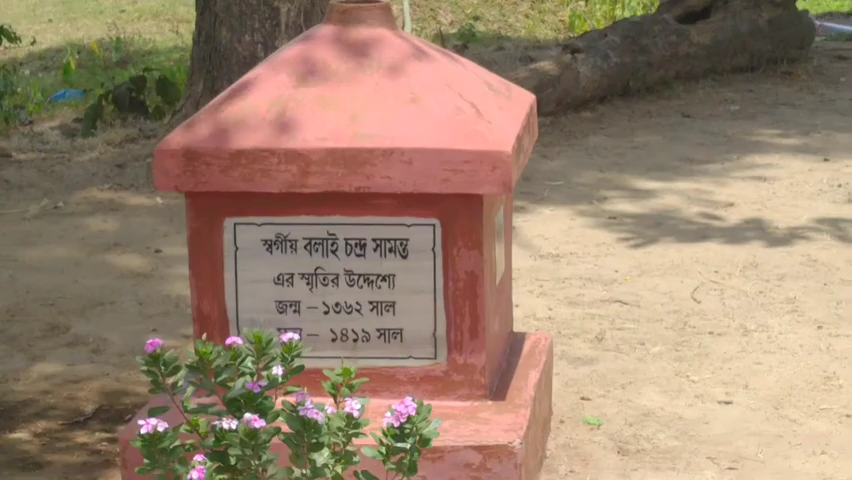 স্বর্গীয় বলাই চন্দ্র সামন্ত
এর স্মৃতির উদ্দেশ্যে
জন্ম – ১৩৬২ সাল
– ১৪১৯ সাল